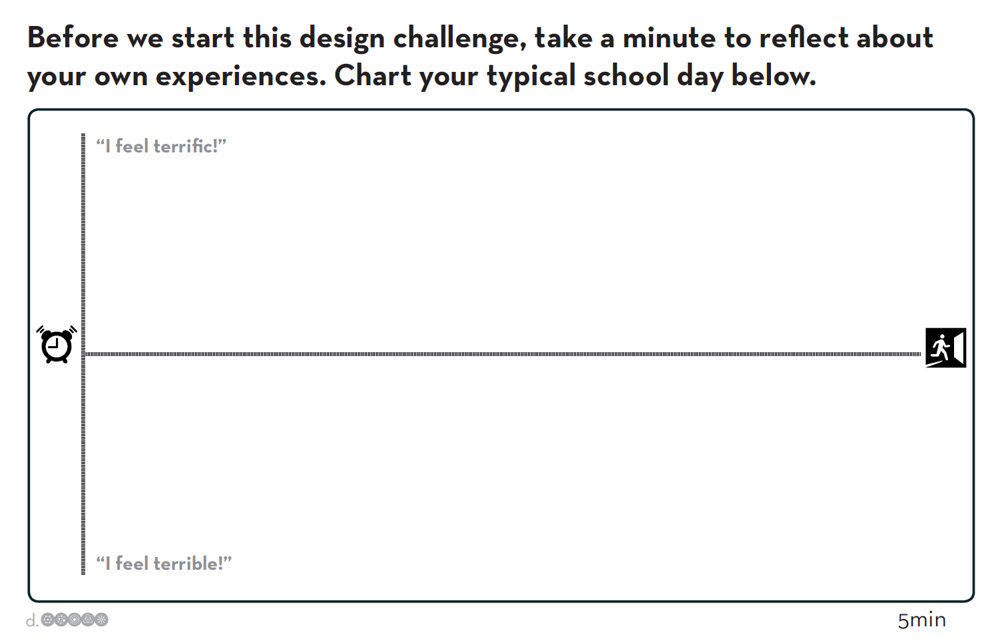 Before we start this design challenge, take a minute to reflect about
your own experiences. Chart your typical school day below.
“I feel terrific!”
“I feel terrible!”
d.
5min